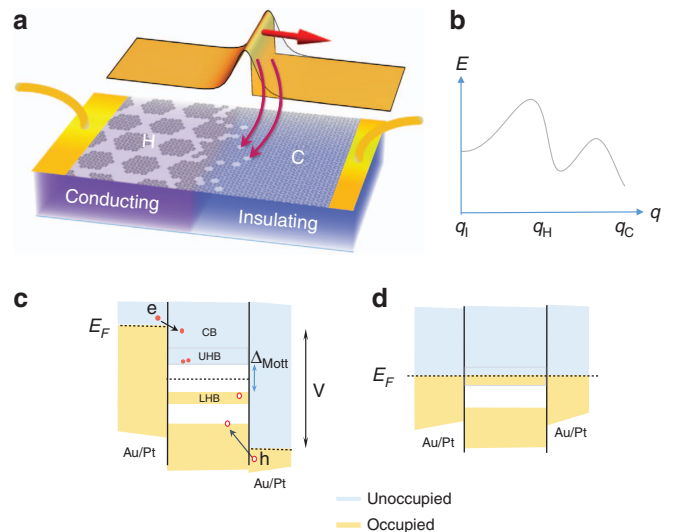 a
H
C
Conducting
Insulating
b
E
qI
qH
qC
q
c
e
EF
CB
UHB
ΔMott
LHB
V
h
Au/Pt
Au/Pt
d
EF
Au/Pt
Au/Pt
Unoccupied
Occupied